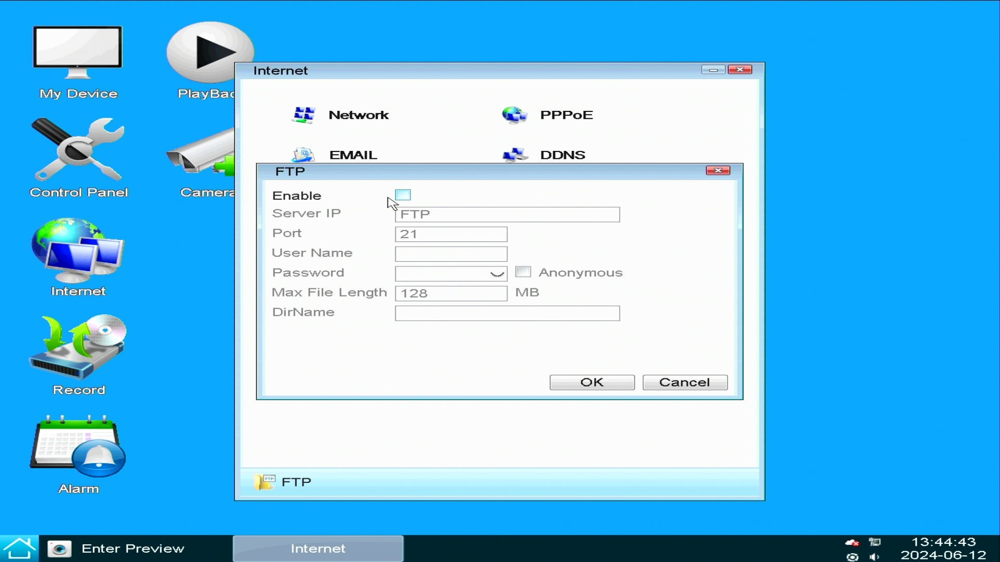 My Device
PlayBac
Control Panel
Camera
Internet
Record
Alarm
Internet
Network
PPPoE
EMAIL
DDNS
FTP
Enable
Server IP
FTP
Port
21
User Name
Password
Anonymous
Max File Length
128
MB
DirName
OK
Cancel
FTP
FTP
Enter Preview
Internet
13:44:43
2024-06-12